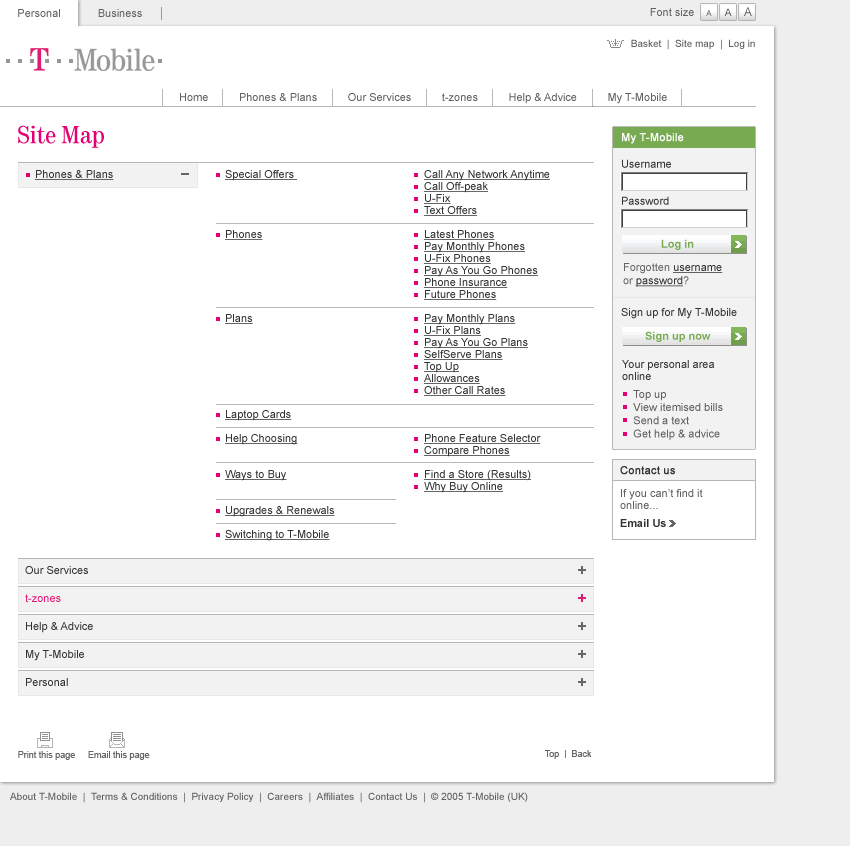 Personal Business Font size A A A
Basket | Site map | Log in
T-Mobile
Home Phones & Plans Our Services t-zones Help & Advice My T-Mobile
Site Map
Phones & Plans
Special Offers
Call Any Network Anytime
Call Off-peak
U-Fix
Text Offers
Phones
Latest Phones
Pay Monthly Phones
U-Fix Phones
Pay As You Go Phones
Phone Insurance
Future Phones
Plans
Pay Monthly Plans
U-Fix Plans
Pay As You Go Plans
SelfServe Plans
Top Up
Allowances
Other Call Rates
Laptop Cards
Help Choosing
Phone Feature Selector
Compare Phones
Ways to Buy
Find a Store (Results)
Why Buy Online
Upgrades & Renewals
Switching to T-Mobile
Our Services
t-zones
Help & Advice
My T-Mobile
Personal
My T-Mobile
Username
Password
Log in
Forgotten username
or password?
Sign up for My T-Mobile
Sign up now
Your personal area
online
Top up
View itemised bills
Send a text
Get help & advice
Contact us
If you can't find it
online...
Email Us
Print this page Email this page
Top | Back
About T-Mobile | Terms & Conditions | Privacy Policy | Careers | Affiliates | Contact Us | © 2005 T-Mobile (UK)